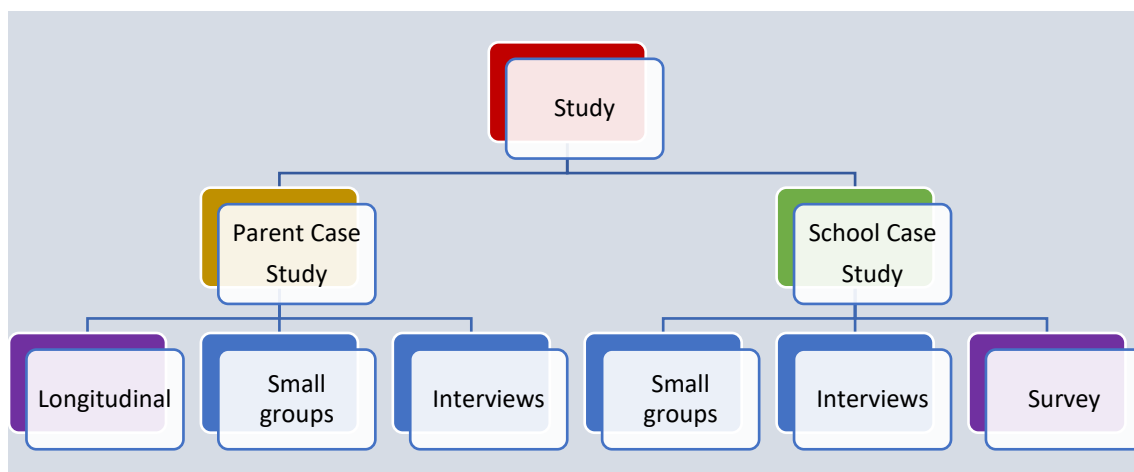 Study
Parent Case
Study
School Case
Study
Longitudinal
Small
groups
Interviews
Small
groups
Interviews
Survey